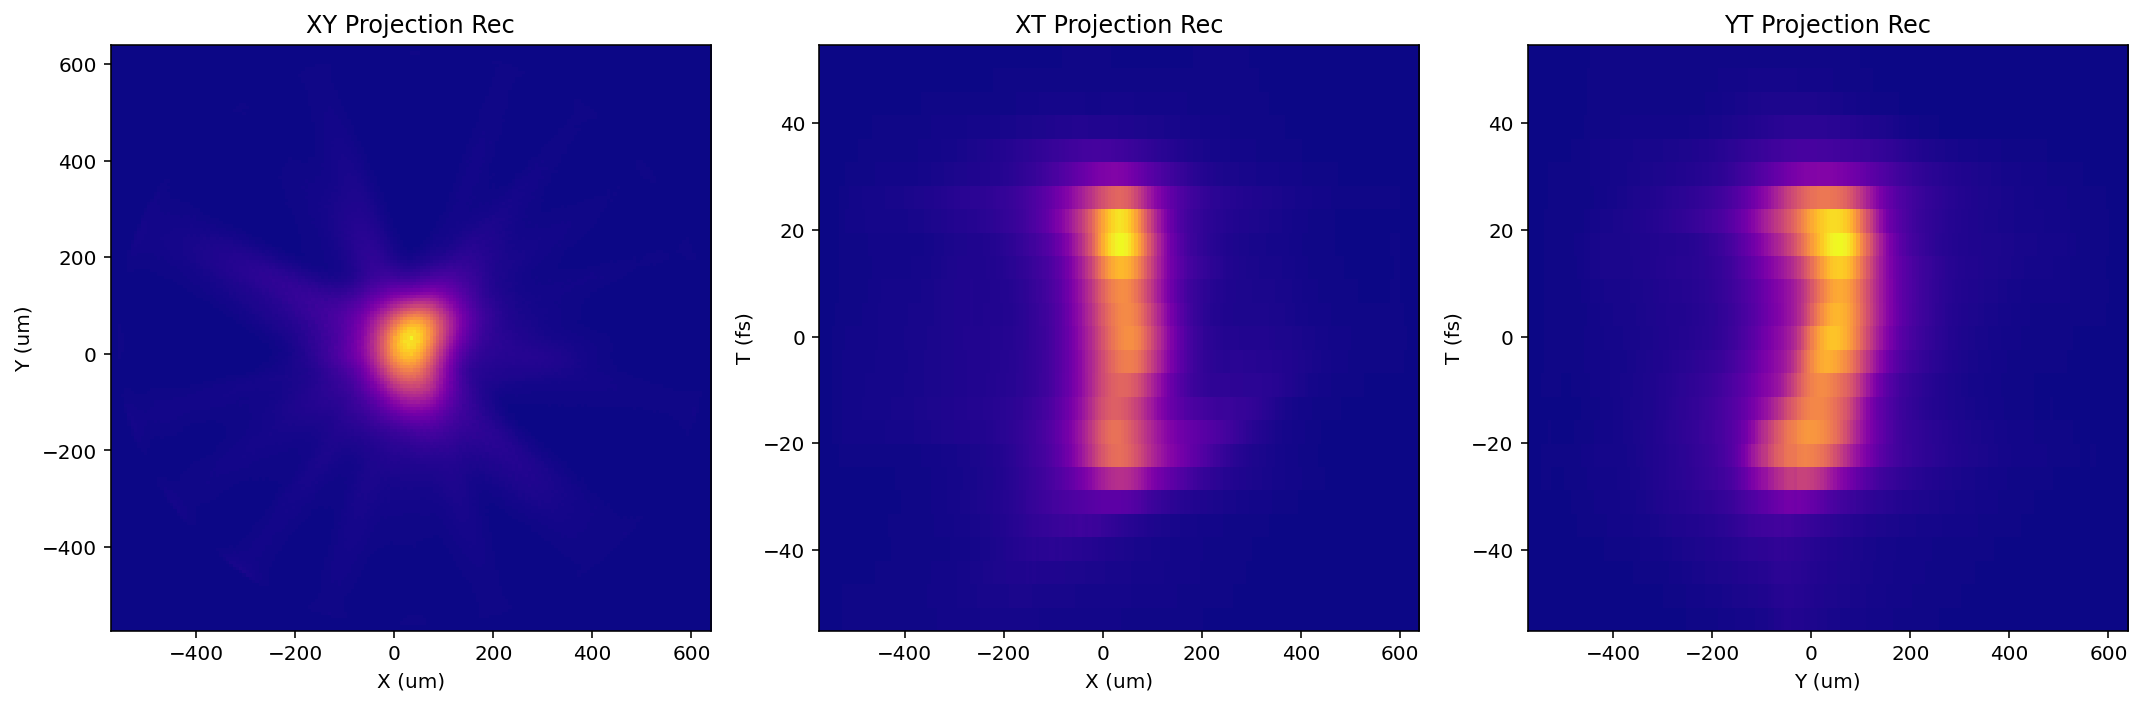 XY Projection Rec
600
400
200
0
−200
−400
Y (um)
−400 −200 0 200 400 600
X (um)
XT Projection Rec
40
20
0
−20
−40
T (fs)
−400 −200 0 200 400 600
X (um)
YT Projection Rec
40
20
0
−20
−40
T (fs)
−400 −200 0 200 400 600
Y (um)